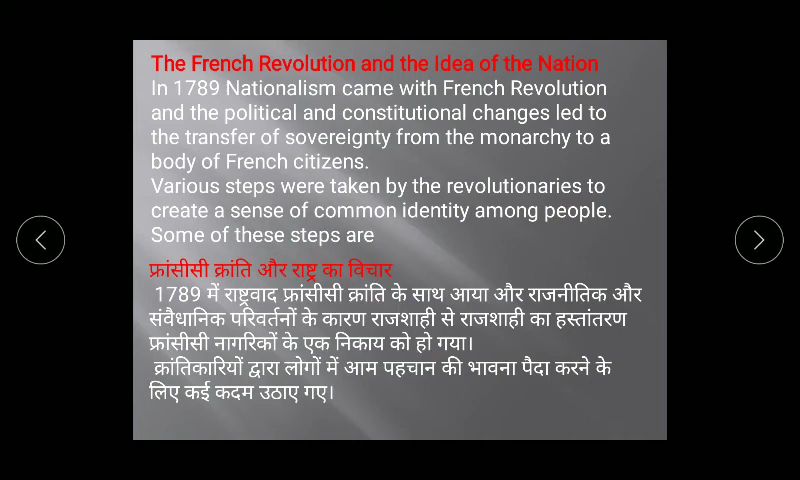 The French Revolution and the Idea of the Nation
In 1789 Nationalism came with French Revolution
and the political and constitutional changes led to
the transfer of sovereignty from the monarchy to a
body of French citizens.
Various steps were taken by the revolutionaries to
create a sense of common identity among people.
Some of these steps are
फ्रांसीसी क्रांति और राष्ट्र का विचार
1789 में राष्ट्रवाद फ्रांसीसी क्रांति के साथ आया और राजनीतिक और
संवैधानिक परिवर्तनों के कारण राजशाही से राजशाही का हस्तांतरण
फ्रांसीसी नागरिकों के एक निकाय को हो गया।
क्रांतिकारियों द्वारा लोगों में आम पहचान की भावना पैदा करने के
लिए कई कदम उठाए गए।